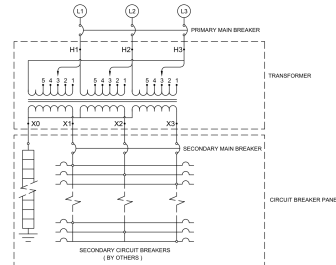 L1 L2 L3
PRIMARY MAIN BREAKER
H1 H2 H3
TRANSFORMER
5 4 3 2 1 5 4 3 2 1 5 4 3 2 1
X0 X1 X2 X3
SECONDARY MAIN BREAKER
CIRCUIT BREAKER PANE
SECONDARY CIRCUIT BREAKERS
( BY OTHERS )